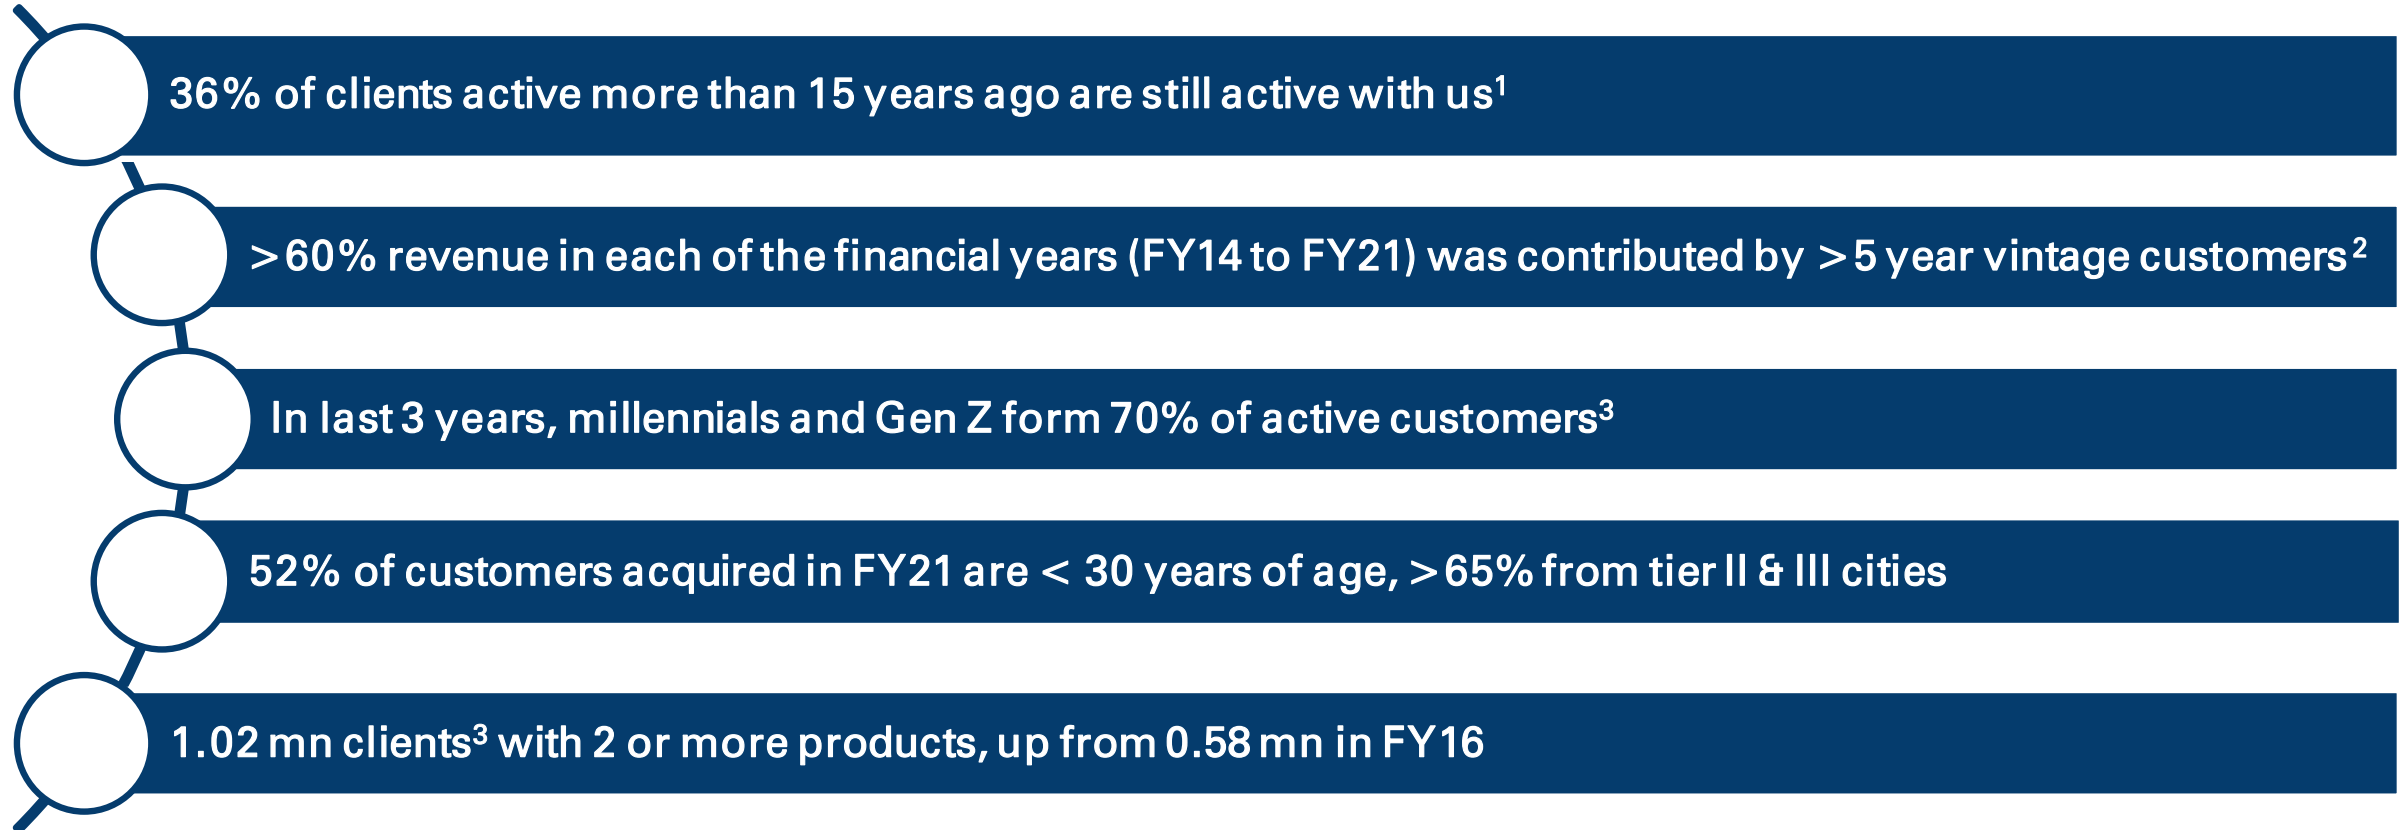 36% of clients active more than 15 years ago are still active with us¹
>60% revenue in each of the financial years (FY14 to FY21) was contributed by >5 year vintage customers²
In last 3 years, millennials and Gen Z form 70% of active customers³
52% of customers acquired in FY21 are < 30 years of age, >65% from tier II & III cities
1.02 mn clients³ with 2 or more products, up from 0.58 mn in FY16